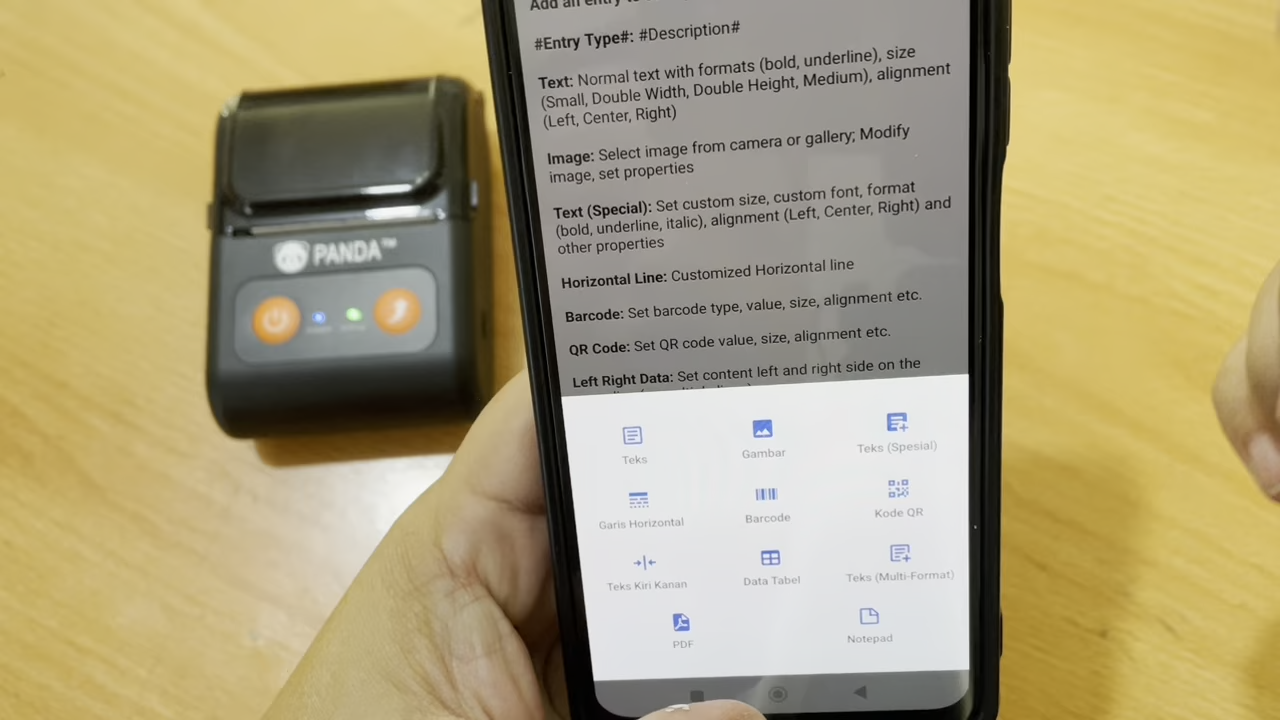 Add an entry to
#Entry Type#: #Description#
Text: Normal text with formats (bold, underline), size
(Small, Double Width, Double Height, Medium), alignment
(Left, Center, Right)
Image: Select image from camera or gallery; Modify
image, set properties
Text (Special): Set custom size, custom font, format
(bold, underline, italic), alignment (Left, Center, Right) and
other properties
Horizontal Line: Customized Horizontal line
Barcode: Set barcode type, value, size, alignment etc.
QR Code: Set QR code value, size, alignment etc.
Left Right Data: Set content left and right side on the
PANDA™
Teks
Gambar
Teks (Spesial)
Garis Horizontal
Barcode
Kode QR
Teks Kiri Kanan
Data Tabel
Teks (Multi-Format)
PDF
Notepad